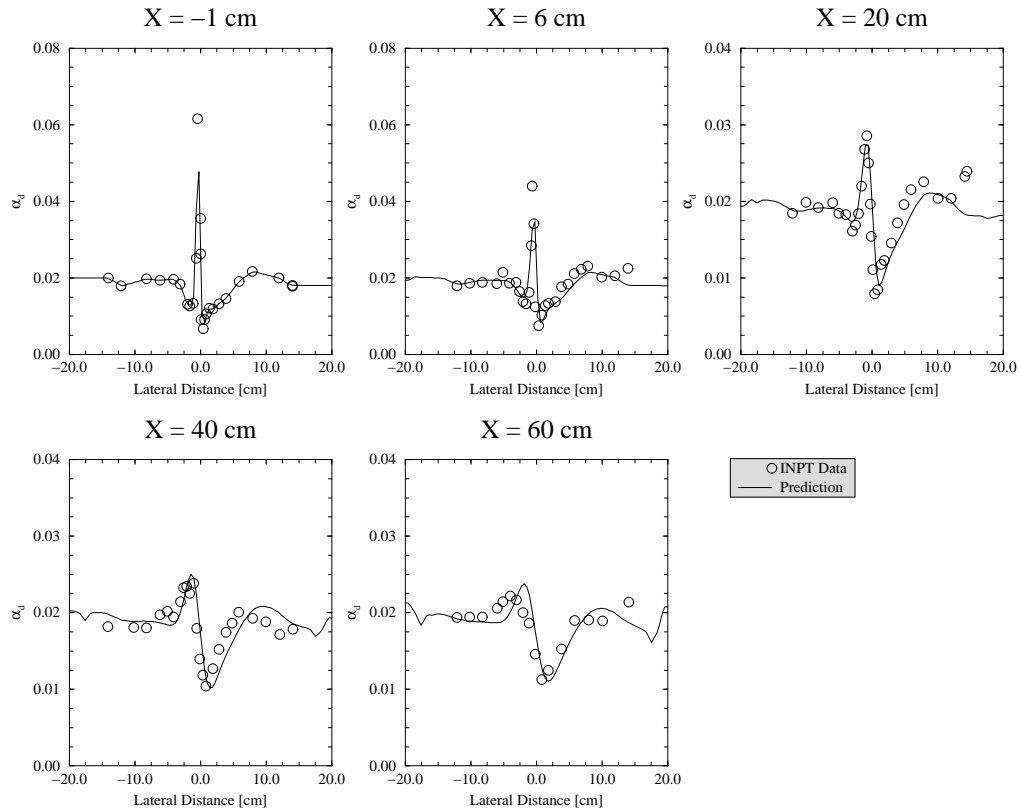 X = −1 cm
X = 6 cm
X = 20 cm
0.08
0.06
0.04
0.02
0.00
α_d
−20.0 −10.0 0.0 10.0 20.0
Lateral Distance [cm]
0.08
0.06
0.04
0.02
0.00
α_d
−20.0 −10.0 0.0 10.0 20.0
Lateral Distance [cm]
0.04
0.03
0.02
0.01
0.00
α_d
−20.0 −10.0 0.0 10.0 20.0
Lateral Distance [cm]
X = 40 cm
X = 60 cm
0.04
0.03
0.02
0.01
0.00
α_d
−20.0 −10.0 0.0 10.0 20.0
Lateral Distance [cm]
0.04
0.03
0.02
0.01
0.00
α_d
−20.0 −10.0 0.0 10.0 20.0
Lateral Distance [cm]
INPT Data
Prediction